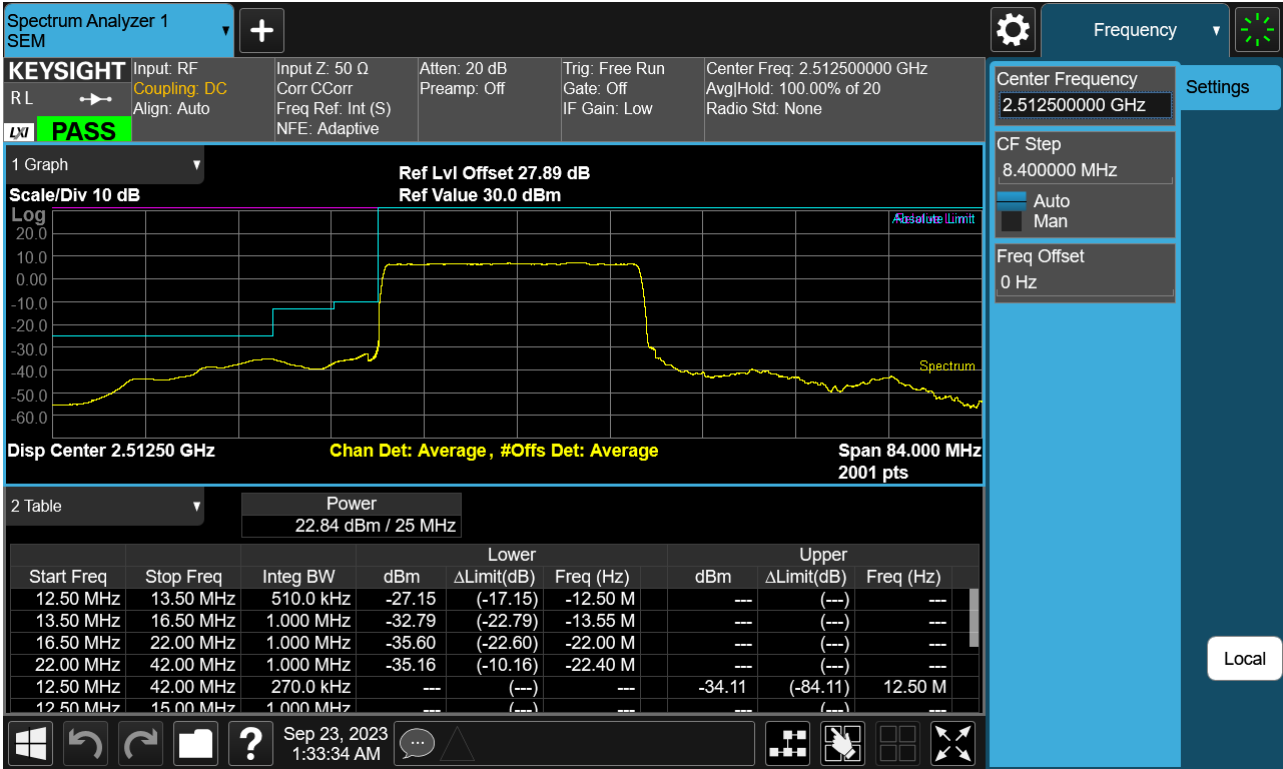 Spectrum Analyzer 1
SEM
+
Frequency
KEYSIGHT
R L
LXI PASS
Input: RF
Coupling: DC
Align: Auto
Input Z: 50 Ω
Corr CCorr
Freq Ref: Int (S)
NFE: Adaptive
Atten: 20 dB
Preamp: Off
Trig: Free Run
Gate: Off
IF Gain: Low
Center Freq: 2.512500000 GHz
Avg|Hold: 100.00% of 20
Radio Std: None
Center Frequency
2.512500000 GHz
Settings
CF Step
8.400000 MHz
Auto
Man
Freq Offset
0 Hz
1 Graph
Scale/Div 10 dB
Ref Lvl Offset 27.89 dB
Ref Value 30.0 dBm
Log
Absolute Limit
20.0
10.0
0.00
-10.0
-20.0
-30.0
-40.0
-50.0
-60.0
Spectrum
Disp Center 2.51250 GHz
Chan Det: Average, #Offs Det: Average
Span 84.000 MHz
2001 pts
2 Table
Power
22.84 dBm / 25 MHz
Lower Upper
Start Freq Stop Freq Integ BW dBm ΔLimit(dB) Freq (Hz) dBm ΔLimit(dB) Freq (Hz)
12.50 MHz 13.50 MHz 510.0 kHz -27.15 (-17.15) -12.50 M --- (---) ---
13.50 MHz 16.50 MHz 1.000 MHz -32.79 (-22.79) -13.55 M --- (---) ---
16.50 MHz 22.00 MHz 1.000 MHz -35.60 (-22.60) -22.00 M --- (---) ---
22.00 MHz 42.00 MHz 1.000 MHz -35.16 (-10.16) -22.40 M --- (---) ---
12.50 MHz 42.00 MHz 270.0 kHz --- (---) --- -34.11 (-84.11) 12.50 M
12.50 MHz 15.00 MHz 1.000 MHz --- (---) --- --- (---) ---
Local
?
Sep 23, 2023
1:33:34 AM